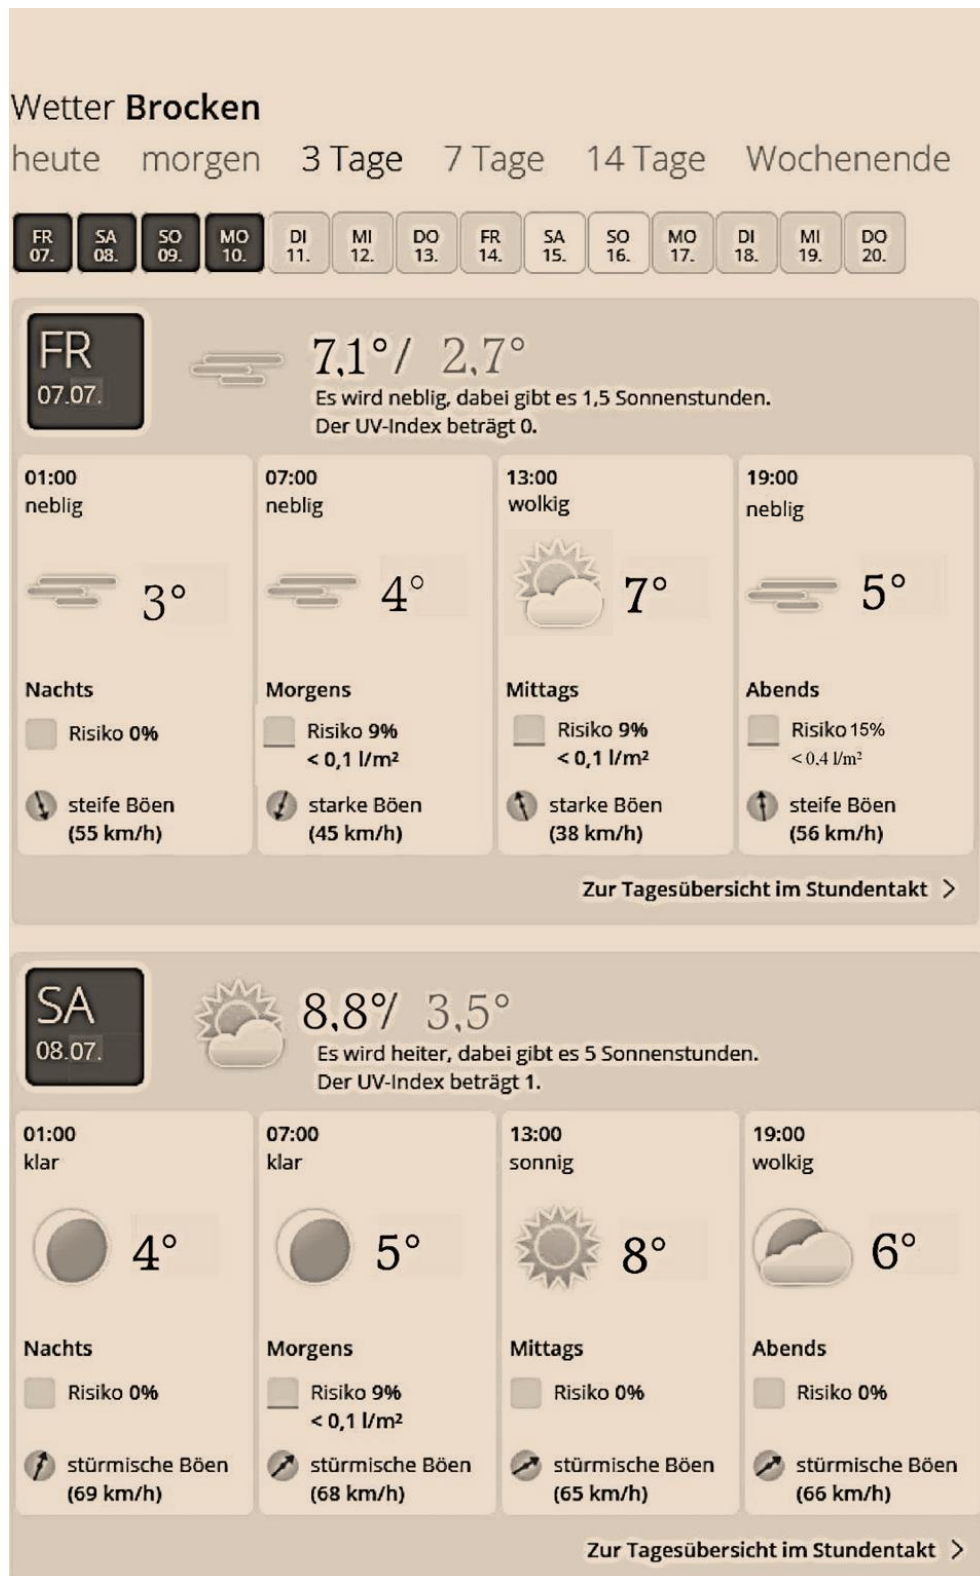 Wetter Brocken
heute morgen 3 Tage 7 Tage 14 Tage Wochenende
FR SA SO MO DI MI DO FR SA SO MO DI MI DO
07. 08. 09. 10. 11. 12. 13. 14. 15. 16. 17. 18. 19. 20.
FR
07.07.
7,1°/ 2,7°
Es wird neblig, dabei gibt es 1,5 Sonnenstunden.
Der UV-Index beträgt 0.
01:00
neblig
3°
Nachts
Risiko 0%
steife Böen
(55 km/h)
07:00
neblig
4°
Morgens
Risiko 9%
< 0,1 l/m²
starke Böen
(45 km/h)
13:00
wolkig
7°
Mittags
Risiko 9%
< 0,1 l/m²
starke Böen
(38 km/h)
19:00
neblig
5°
Abends
Risiko 15%
< 0.4 l/m²
steife Böen
(56 km/h)
Zur Tagesübersicht im Stundentakt >
SA
08.07.
8,8°/ 3,5°
Es wird heiter, dabei gibt es 5 Sonnenstunden.
Der UV-Index beträgt 1.
01:00
klar
4°
Nachts
Risiko 0%
stürmische Böen
(69 km/h)
07:00
klar
5°
Morgens
Risiko 9%
< 0,1 l/m²
stürmische Böen
(68 km/h)
13:00
sonnig
8°
Mittags
Risiko 0%
stürmische Böen
(65 km/h)
19:00
wolkig
6°
Abends
Risiko 0%
stürmische Böen
(66 km/h)
Zur Tagesübersicht im Stundentakt >